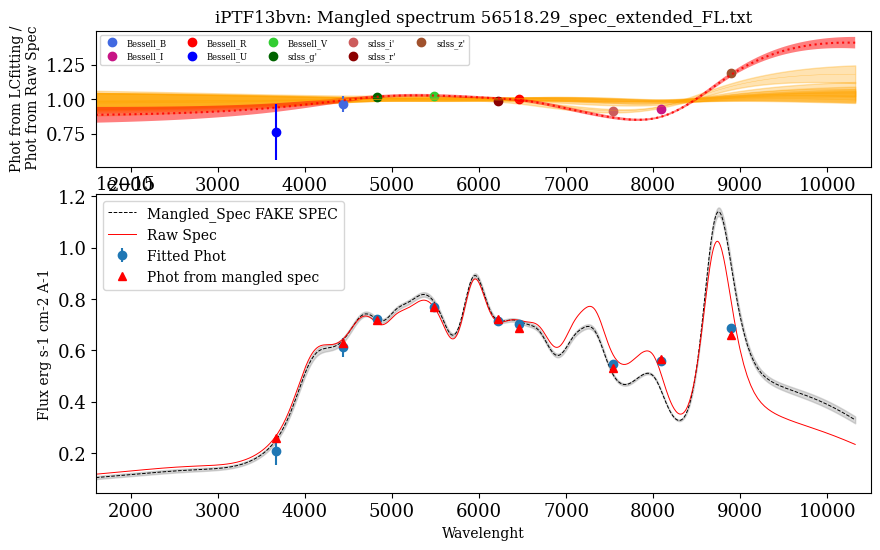 iPTF13bvn: Mangled spectrum 56518.29_spec_extended_FL.txt
Phot from LCfitting /
Phot from Raw Spec
Bessell_B Bessell_R Bessell_V sdss_i' sdss_z'
Bessell_I Bessell_U sdss_g' sdss_r'
1.25
1.00
0.75
2000 3000 4000 5000 6000 7000 8000 9000 10000
1e−15
Flux erg s-1 cm-2 A-1
1.2
1.0
0.8
0.6
0.4
0.2
Mangled_Spec FAKE SPEC
Raw Spec
Fitted Phot
Phot from mangled spec
2000 3000 4000 5000 6000 7000 8000 9000 10000
Wavelenght